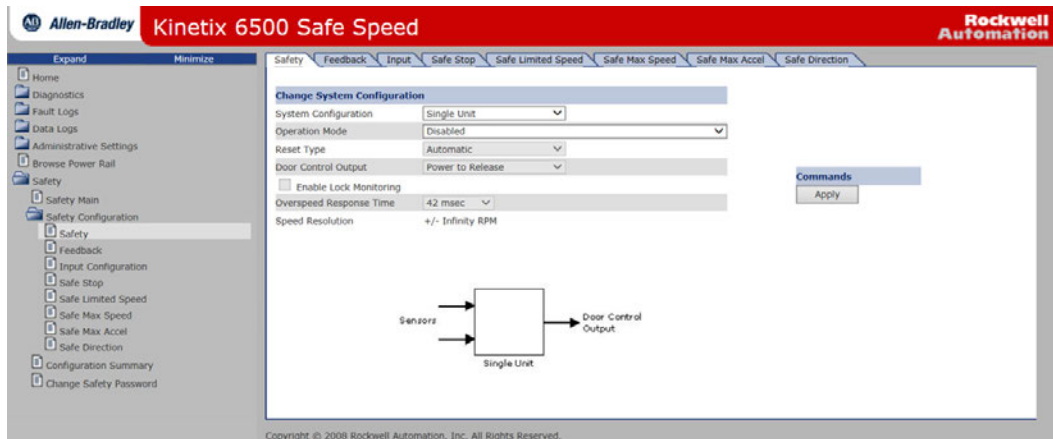 Allen-Bradley
Kinetix 6500 Safe Speed
Rockwell
Automation
Expand Minimize
Home
Diagnostics
Fault Logs
Data Logs
Administrative Settings
Browse Power Rail
Safety
Safety Main
Safety Configuration
Safety
Feedback
Input Configuration
Safe Stop
Safe Limited Speed
Safe Max Speed
Safe Max Accel
Safe Direction
Configuration Summary
Change Safety Password
Safety Feedback Input Safe Stop Safe Limited Speed Safe Max Speed Safe Max Accel Safe Direction
Change System Configuration
System Configuration Single Unit
Operation Mode Disabled
Reset Type Automatic
Door Control Output Power to Release
Enable Lock Monitoring
Overspeed Response Time 42 msec
Speed Resolution +/- Infinity RPM
Commands
Apply
Sensors
Door Control
Output
Single Unit
Copyright © 2008 Rockwell Automation, Inc. All Rights Reserved.